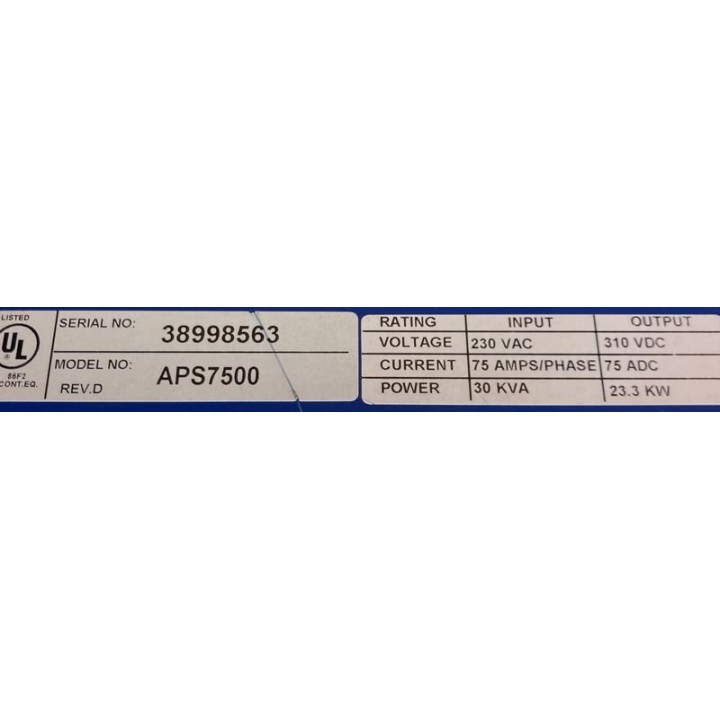 LISTED
UL
®
86F2
CONT.EQ.
SERIAL NO: 38998563
MODEL NO: APS7500
REV.D
RATING INPUT OUTPUT
VOLTAGE 230 VAC 310 VDC
CURRENT 75 AMPS/PHASE 75 ADC
POWER 30 KVA 23.3 KW